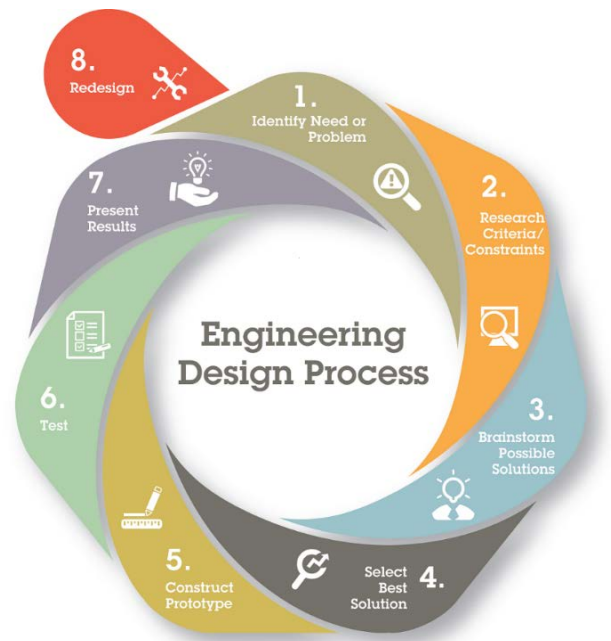 8.
Redesign
1.
Identify Need or
Problem
2.
Research
Criteria/
Constraints
3.
Brainstorm
Possible
Solutions
4.
Select
Best
Solution
5.
Construct
Prototype
6.
Test
7.
Present
Results
Engineering
Design Process